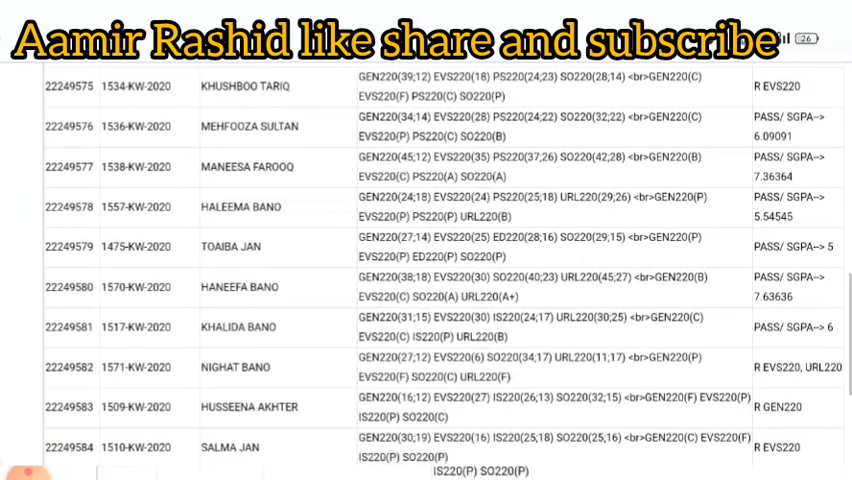 Aamir Rashid like share and subscribe
26
22249575 1534-KW-2020 KHUSHBOO TARIQ GEN220(39;12) EVS220(18) PS220(24;23) SO220(28;14) <br>GEN220(C) R EVS220
EVS220(F) PS220(C) SO220(P)
22249576 1536-KW-2020 MEHFOOZA SULTAN GEN220(34;14) EVS220(28) PS220(24;22) SO220(32;22) <br>GEN220(C) PASS/ SGPA-->
EVS220(P) PS220(C) SO220(B) 6.09091
22249577 1538-KW-2020 MANEESA FAROOQ GEN220(45;12) EVS220(35) PS220(37;26) SO220(42;28) <br>GEN220(B) PASS/ SGPA-->
EVS220(C) PS220(A) SO220(A) 7.36364
22249578 1557-KW-2020 HALEEMA BANO GEN220(24;18) EVS220(24) PS220(25;18) URL220(29;26) <br>GEN220(P) PASS/ SGPA-->
EVS220(P) PS220(P) URL220(B) 5.54545
22249579 1475-KW-2020 TOAIBA JAN GEN220(27;14) EVS220(25) ED220(28;16) SO220(29;15) <br>GEN220(P) PASS/ SGPA--> 5
EVS220(P) ED220(P) SO220(P)
22249580 1570-KW-2020 HANEEFA BANO GEN220(38;18) EVS220(30) SO220(40;23) URL220(45;27) <br>GEN220(B) PASS/ SGPA-->
EVS220(C) SO220(A) URL220(A+) 7.63636
22249581 1517-KW-2020 KHALIDA BANO GEN220(31;15) EVS220(30) IS220(24;17) URL220(30;25) <br>GEN220(C) PASS/ SGPA--> 6
EVS220(C) IS220(P) URL220(B)
22249582 1571-KW-2020 NIGHAT BANO GEN220(27;12) EVS220(6) SO220(34;17) URL220(11;17) <br>GEN220(P) R EVS220, URL220
EVS220(F) SO220(C) URL220(F)
22249583 1509-KW-2020 HUSSEENA AKHTER GEN220(16;12) EVS220(27) IS220(26;13) SO220(32;15) <br>GEN220(F) EVS220(P) R GEN220
IS220(P) SO220(C)
22249584 1510-KW-2020 SALMA JAN GEN220(30;19) EVS220(16) IS220(25;18) SO220(25;16) <br>GEN220(C) EVS220(F) R EVS220
IS220(P) SO220(P)
IS220(P) SO220(P)